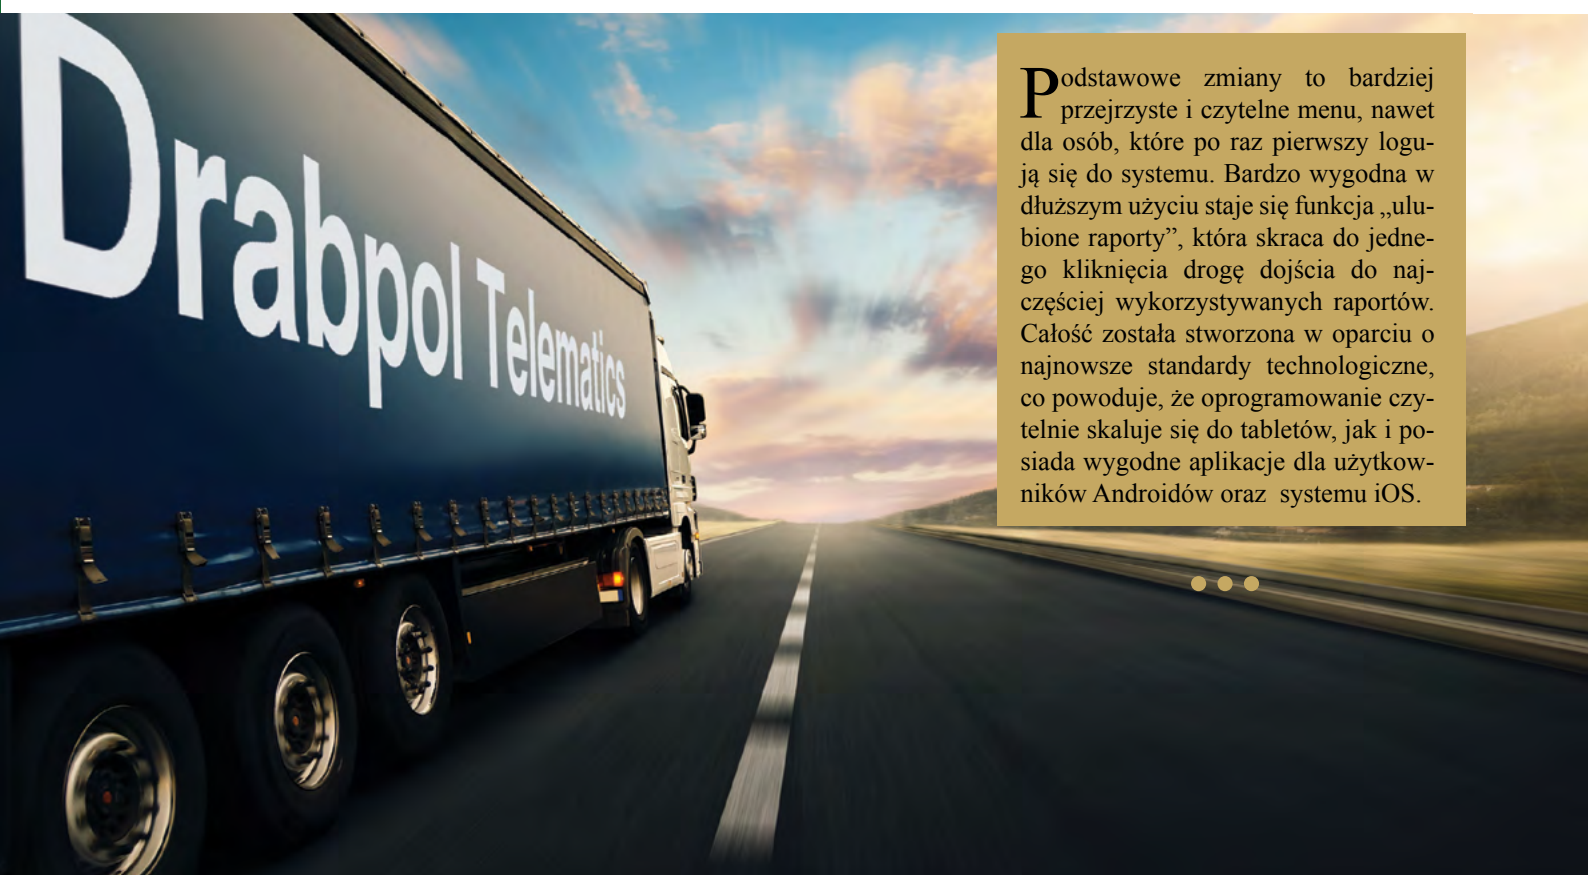 Drabpol Telematics
Podstawowe zmiany to bardziej
przejrzyste i czytelne menu, nawet
dla osób, które po raz pierwszy logu-
ją się do systemu. Bardzo wygodna w
dłuższym użyciu staje się funkcja „ulu-
bione raporty”, która skraca do jedne-
go kliknięcia drogę dojścia do naj-
częściej wykorzystywanych raportów.
Całość została stworzona w oparciu o
najnowsze standardy technologiczne,
co powoduje, że oprogramowanie czy-
telnie skaluje się do tabletów, jak i po-
siada wygodne aplikacje dla użytkow-
ników Androidów oraz  systemu iOS.